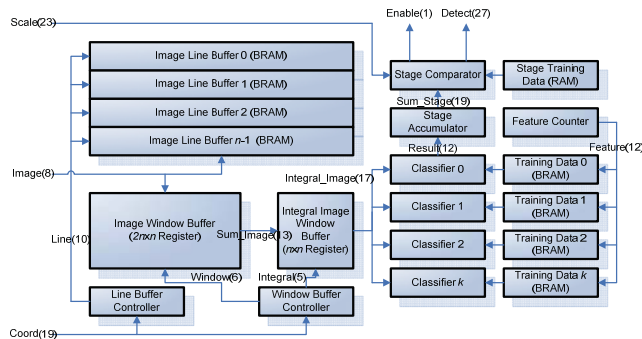 Enable(1)
Detect(27)
Scale(23)
Image Line Buffer 0 (BRAM)
Image Line Buffer 1 (BRAM)
Image Line Buffer 2 (BRAM)
Image Line Buffer n-1 (BRAM)
Stage Comparator
Stage Training
Data (RAM)
Sum_Stage(19)
Stage
Accumulator
Feature Counter
Result(12)
Feature(12)
Image(8)
Integral_Image(17)
Classifier 0
Training Data 0
(BRAM)
Classifier 1
Training Data 1
(BRAM)
Classifier 2
Training Data 2
(BRAM)
Classifier k
Training Data k
(BRAM)
Image Window Buffer
(2nxn Register)
Sum_Image(13)
Integral Image
Window
Buffer
(nxn Register)
Line(10)
Window(6)
Integral(5)
Line Buffer
Controller
Window Buffer
Controller
Coord(19)